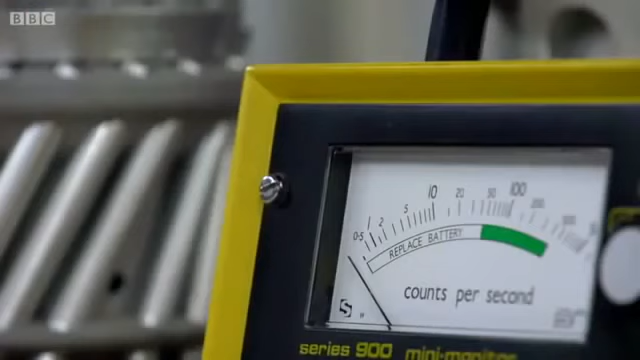 BBC
0·5 1 2 5 10 20 50 100 200
REPLACE BATTERY
counts per second
series 900 mini-monitor